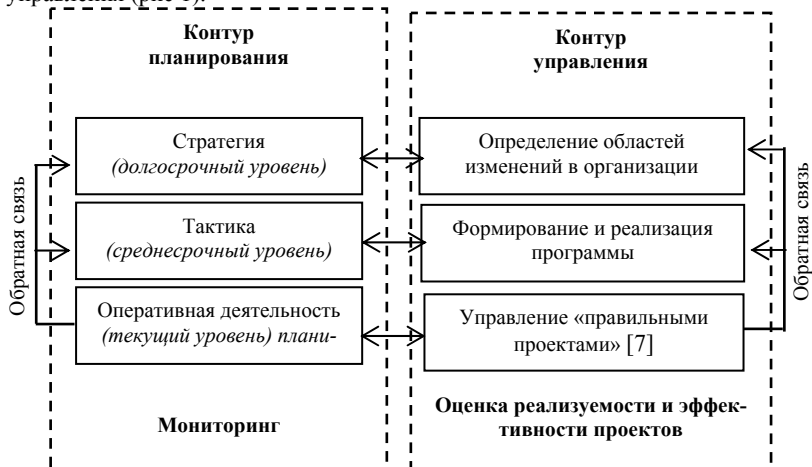 управления (рис 1).
Контур
планирования
Контур
управления
Стратегия
(долгосрочный уровень)
Определение областей
изменений в организации
Тактика
(среднесрочный уровень)
Формирование и реализация
программы
Оперативная деятельность
(текущий уровень) плани-
Управление «правильными
проектами» [7]
Обратная связь
Обратная связь
Мониторинг
Оценка реализуемости и эффек-
тивности проектов